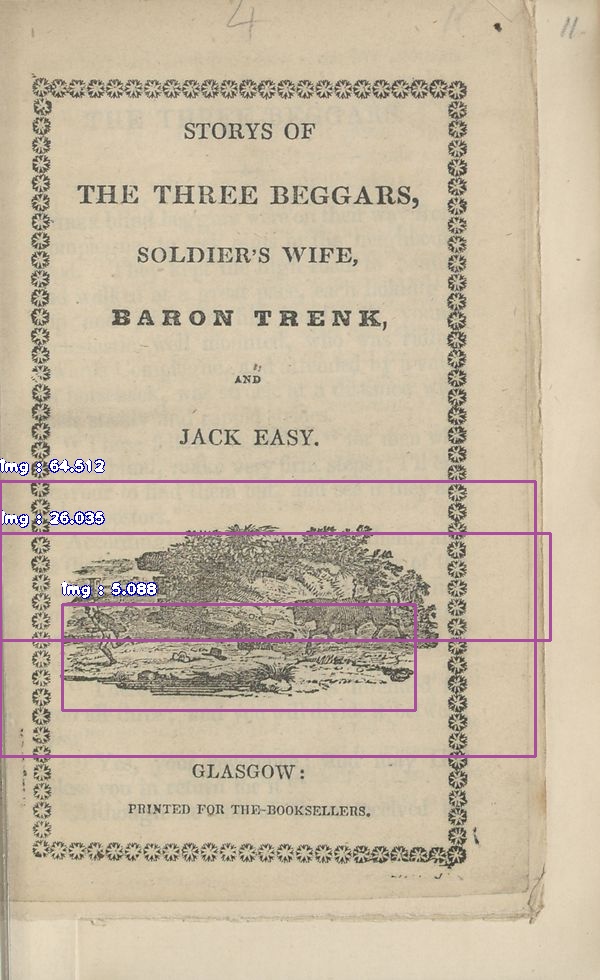 4
11
STORYS OF
THE THREE BEGGARS,
SOLDIER'S WIFE,
BARON TRENK,
AND
JACK EASY.
Img : 64.512
Img : 26.035
Img : 5.088
GLASGOW:
PRINTED FOR THE BOOKSELLERS.